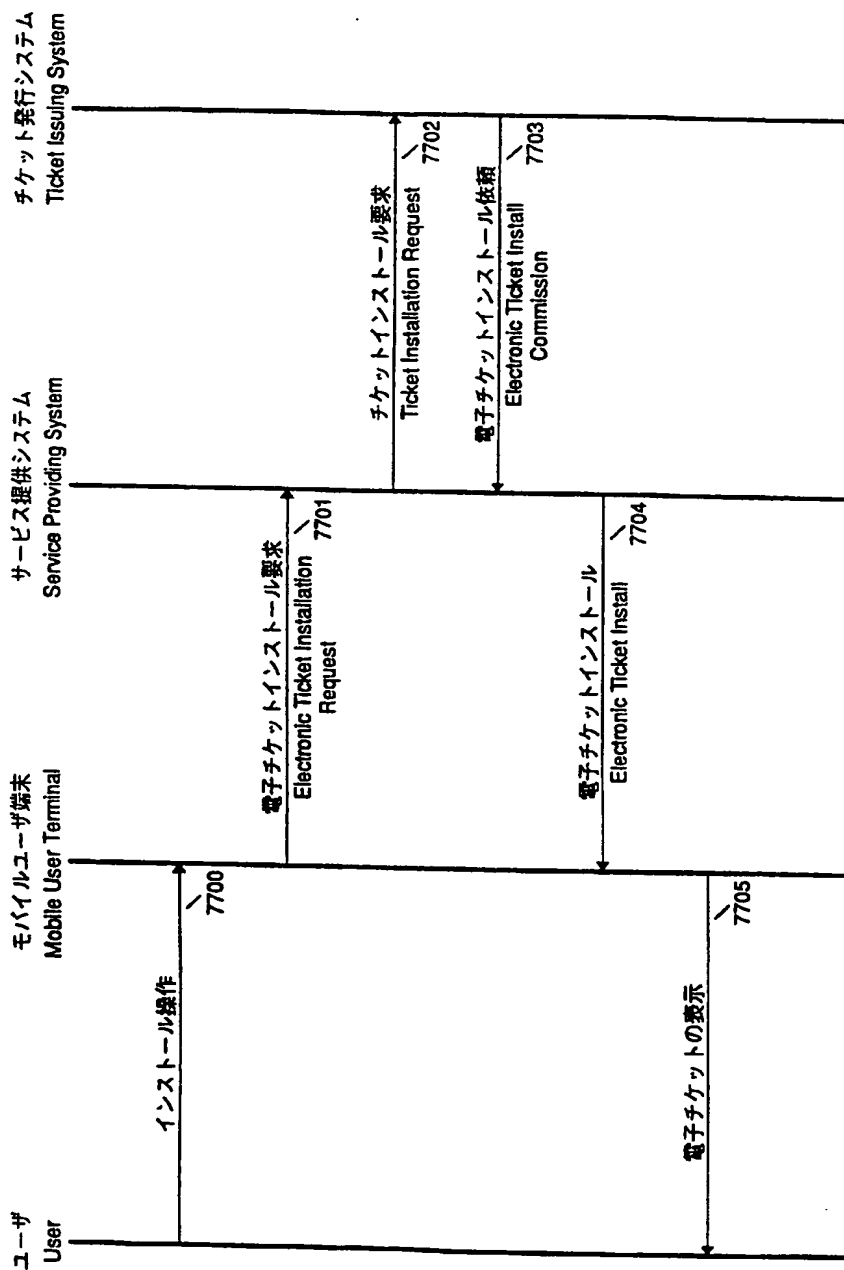 ユーザ
User
モバイルユーザ端末
Mobile User Terminal
サービス提供システム
Service Providing System
チケット発行システム
Ticket Issuing System
インストール操作
7700
電子チケットインストール要求
Electronic Ticket Installation
Request
7701
チケットインストール要求
Ticket Installation Request
7702
電子チケットインストール依頼
Electronic Ticket Install
Commission
7703
電子チケットインストール
Electronic Ticket Install
7704
電子チケットの表示
7705